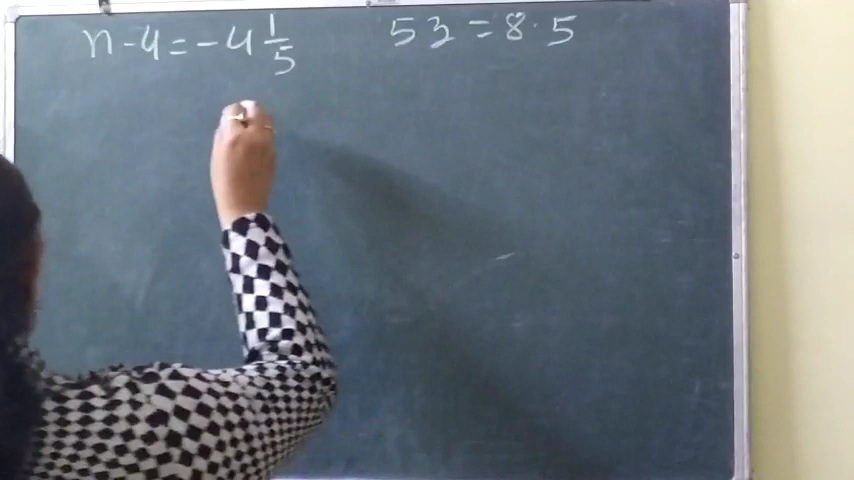 n - 4 = - 4 1/5
53 = 8.5